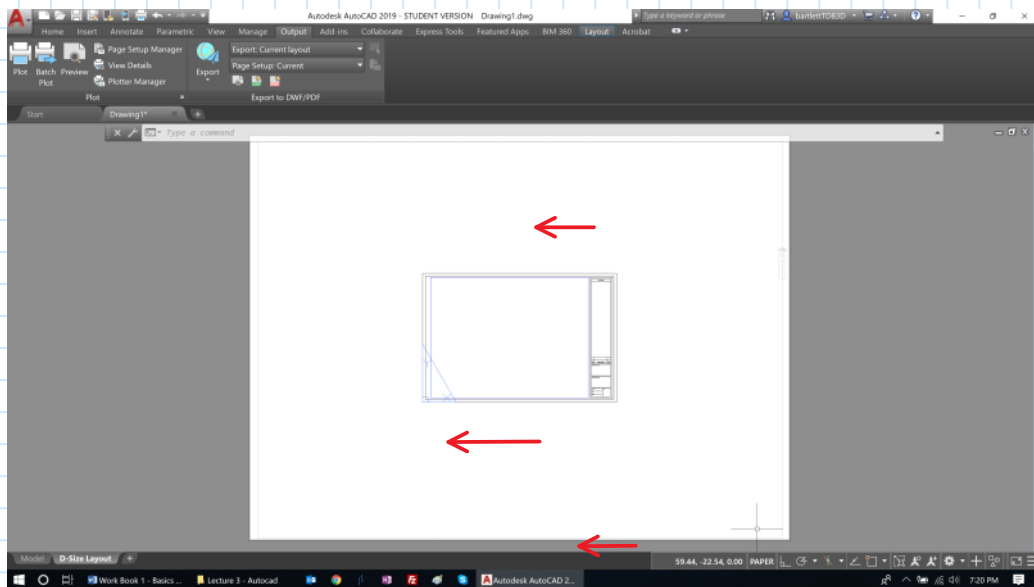 Autodesk AutoCAD 2019 - STUDENT VERSION Drawing1.dwg
Type a keyword or phrase
bartlettTDB3D
Home Insert Annotate Parametric View Manage Output Add-ins Collaborate Express Tools Featured Apps BIM 360 Layout Acrobat
Plot
Batch Plot
Preview
Page Setup Manager
View Details
Plotter Manager
Export
Export: Current layout
Page Setup: Current
Plot
Export to DWF/PDF
Start
Drawing1*
Type a command
Model
D-Size Layout
59.44, -22.54, 0.00 PAPER
Work Book 1 - Basics ...
Lecture 3 - Autocad
Autodesk AutoCAD 2...
7:20 PM